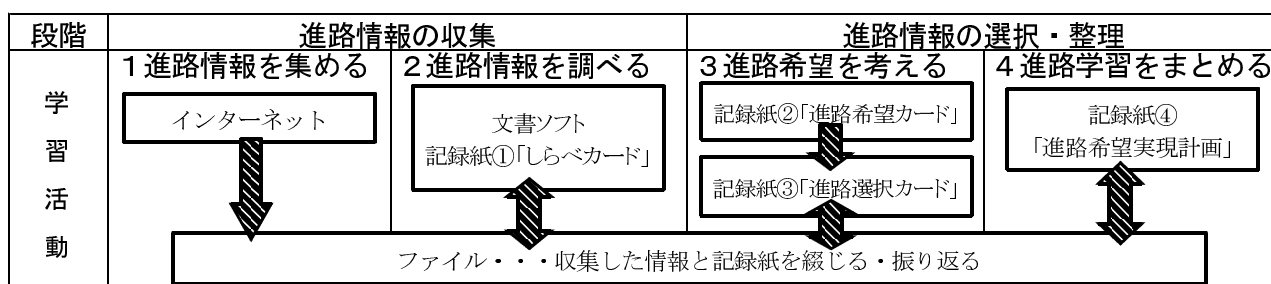 段階
進路情報の収集
進路情報の選択・整理
学習活動
1進路情報を集める
2進路情報を調べる
3進路希望を考える
4進路学習をまとめる
インターネット
文書ソフト
記録紙①「しらべカード」
記録紙②「進路希望カード」
記録紙③「進路選択カード」
記録紙④
「進路希望実現計画」
ファイル・・・収集した情報と記録紙を綴じる・振り返る